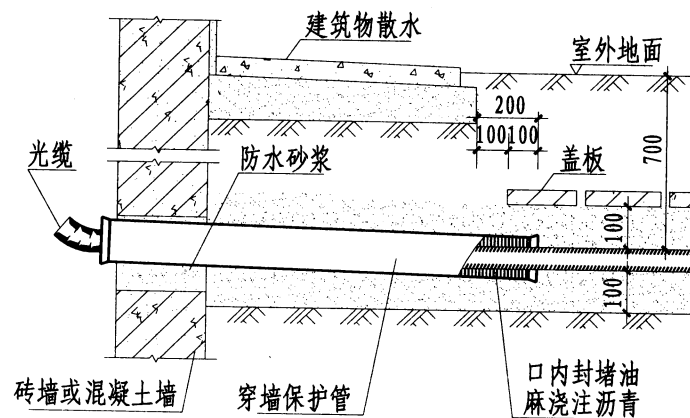 建筑物散水
室外地面
200
100 100
700
光缆
防水砂浆
盖板
100
100
砖墙或混凝土墙
穿墙保护管
口内封堵油
麻浇注沥青